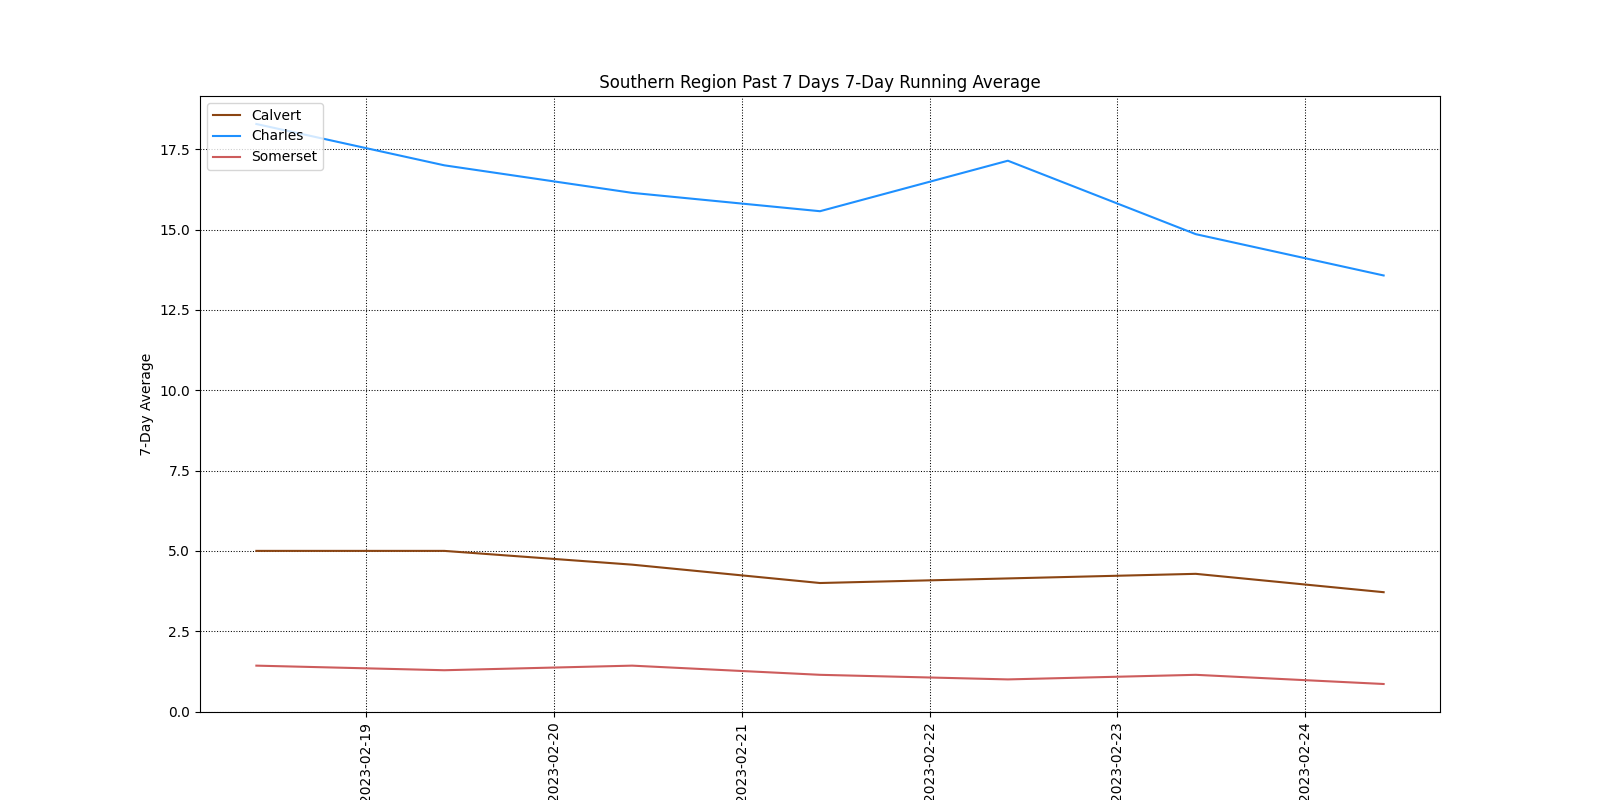 Southern Region Past 7 Days 7-Day Running Average
Calvert
Charles
Somerset
17.5
15.0
12.5
10.0
7.5
5.0
2.5
0.0
7-Day Average
2023-02-19
2023-02-20
2023-02-21
2023-02-22
2023-02-23
2023-02-24